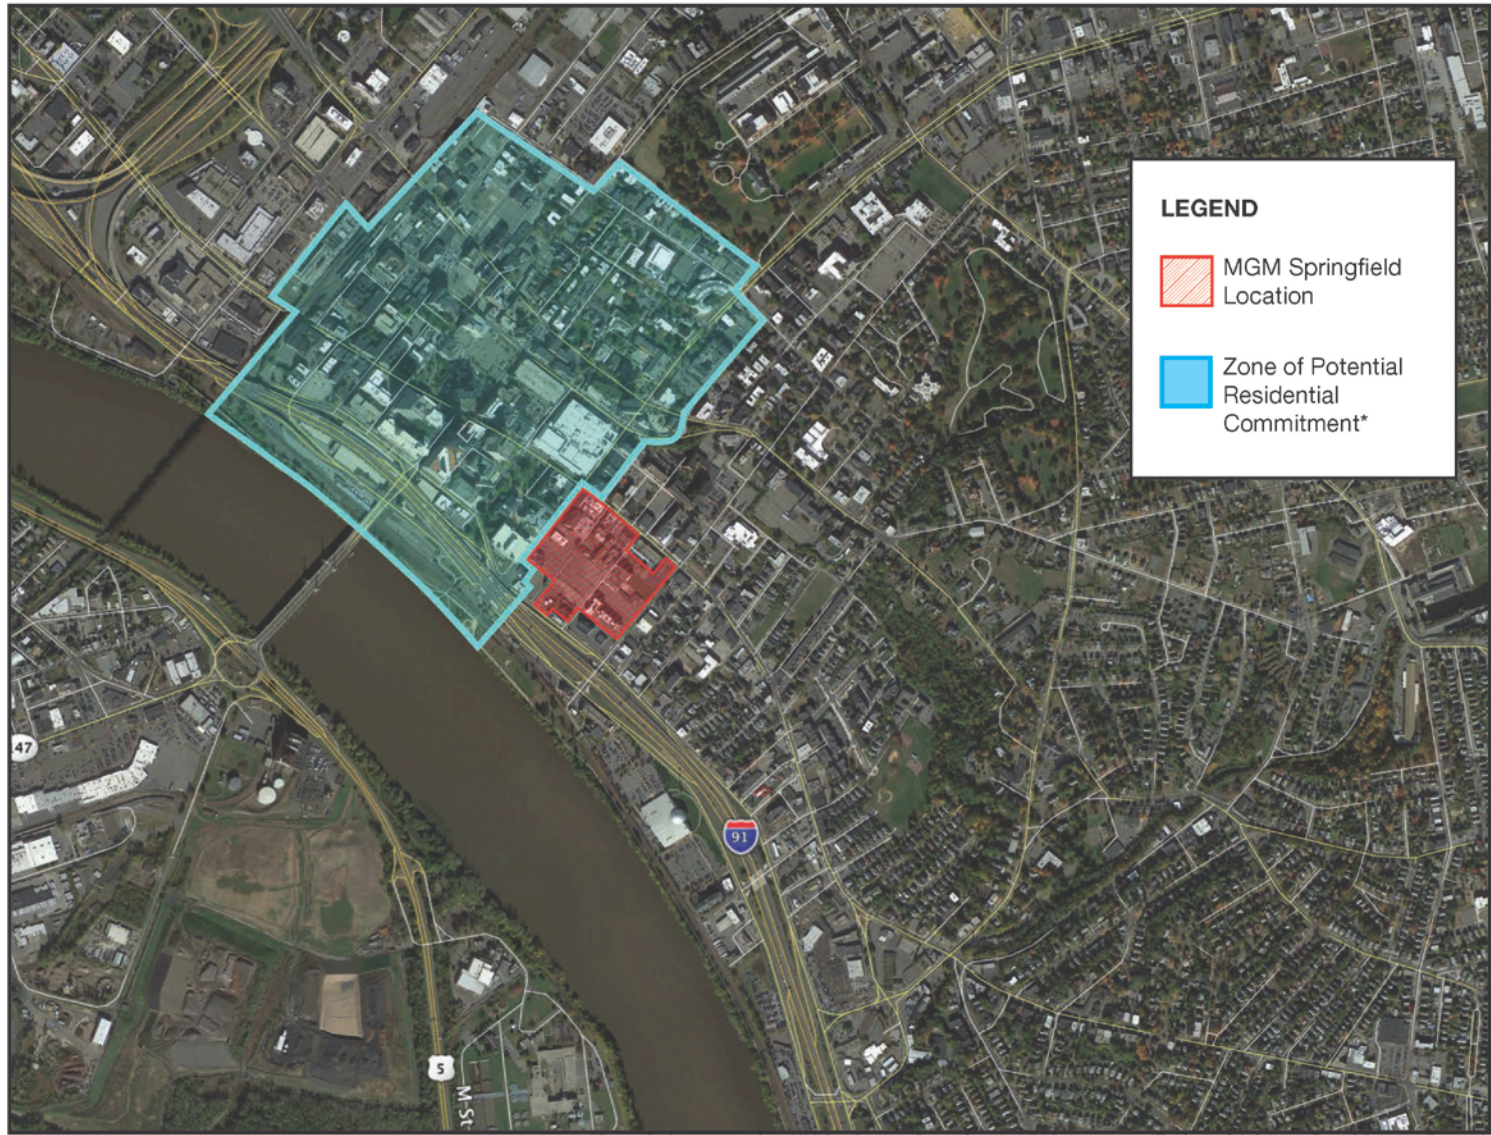 LEGEND
MGM Springfield
Location
Zone of Potential
Residential
Commitment*
47
91
5
M-St